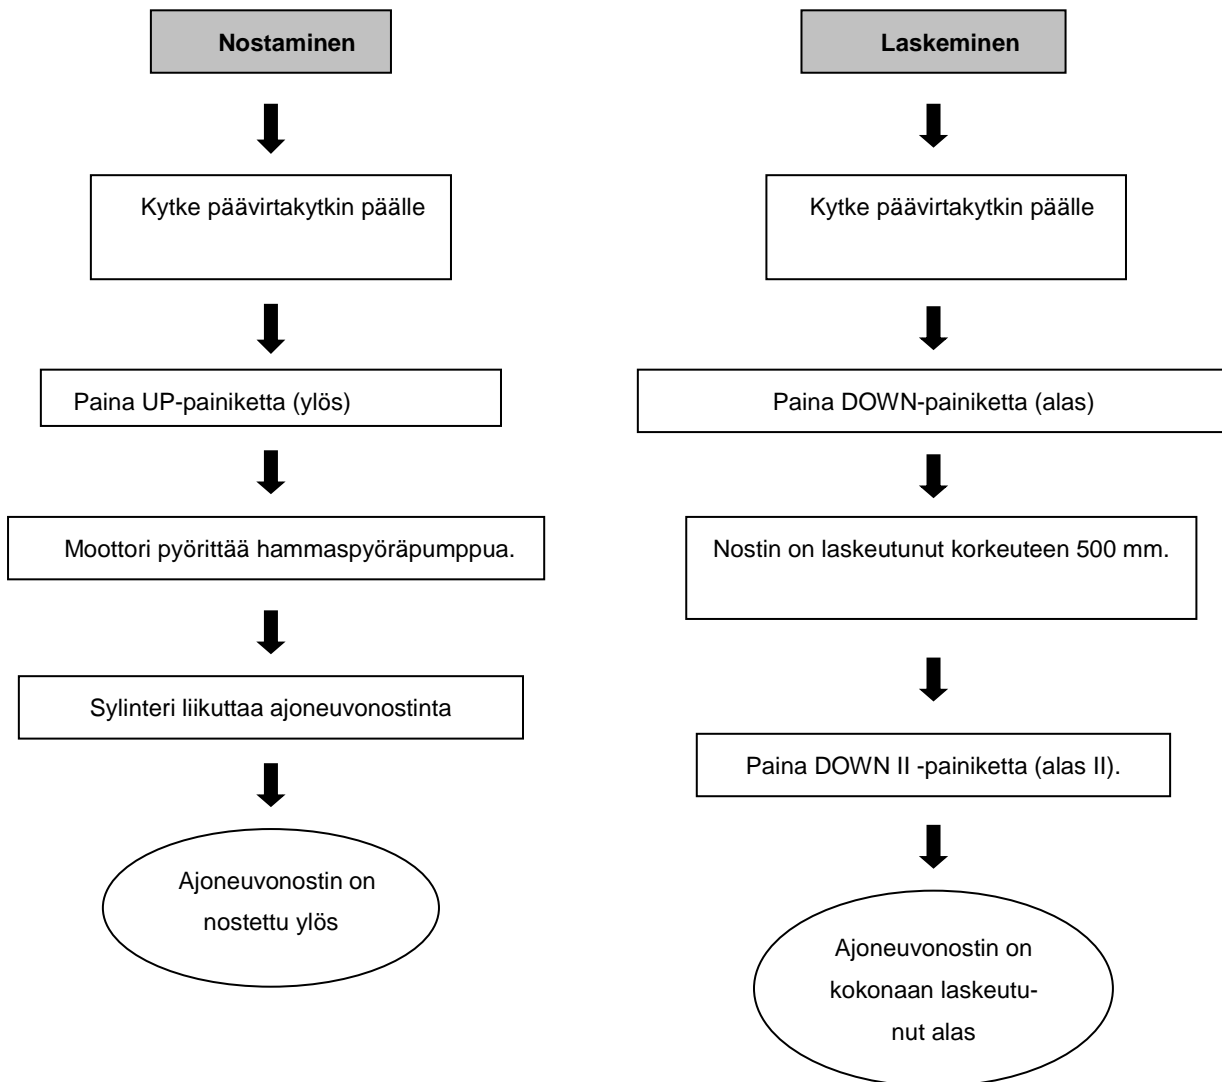 Nostaminen
Kytke päävirtakytkin päälle
Paina UP-painiketta (ylös)
Moottori pyörittää hammaspyöräpumppua.
Sylinteri liikuttaa ajoneuvonostinta
Ajoneuvonostin on
nostettu ylös
Laskeminen
Kytke päävirtakytkin päälle
Paina DOWN-painiketta (alas)
Nostin on laskeutunut korkeuteen 500 mm.
Paina DOWN II -painiketta (alas II).
Ajoneuvonostin on
kokonaan laskeutu-
nut alas